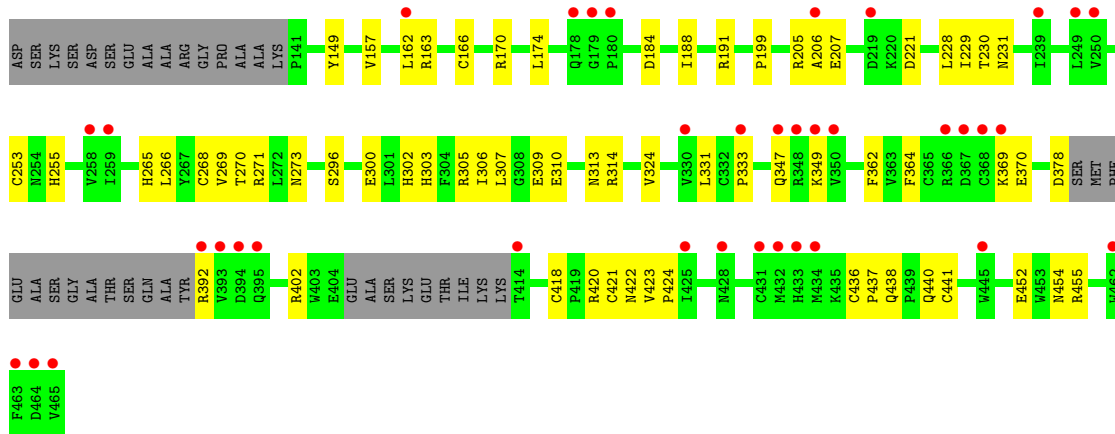 ASP SER LYS SER ASP SER GLU ALA ALA ARG GLY PRO ALA ALA LYS P141 Y149 V157 L162 R163 C166 R170 L174 Q178 G179 P180 D184 I188 R191 P199 R205 A206 E207 D219 K220 D221 L228 I229 T230 N231 I239 L249 V250
C253 N254 H255 V258 I259 H265 L266 Y267 C268 V269 T270 R271 L272 N273 S296 E300 L301 H302 H303 F304 R305 I306 L307 G308 E309 E310 N313 R314 V324 V330 L331 C332 P333 Q347 R348 K349 V350 F362 V363 F364 C365 R366 D367 C368 K369 E370 D378 SER MET PHE
GLU ALA SER GLY ALA THR SER GLN ALA TYR R392 V393 D394 Q395 R402 W403 E404 GLU ALA SER LYS GLU THR ILE LYS LYS T414 C418 P419 R420 C421 N422 V423 P424 I425 N428 C431 M432 H433 M434 K435 C436 P437 Q438 P439 Q440 C441 W445 E452 W453 N454 R455 W462
F463 D464 V465